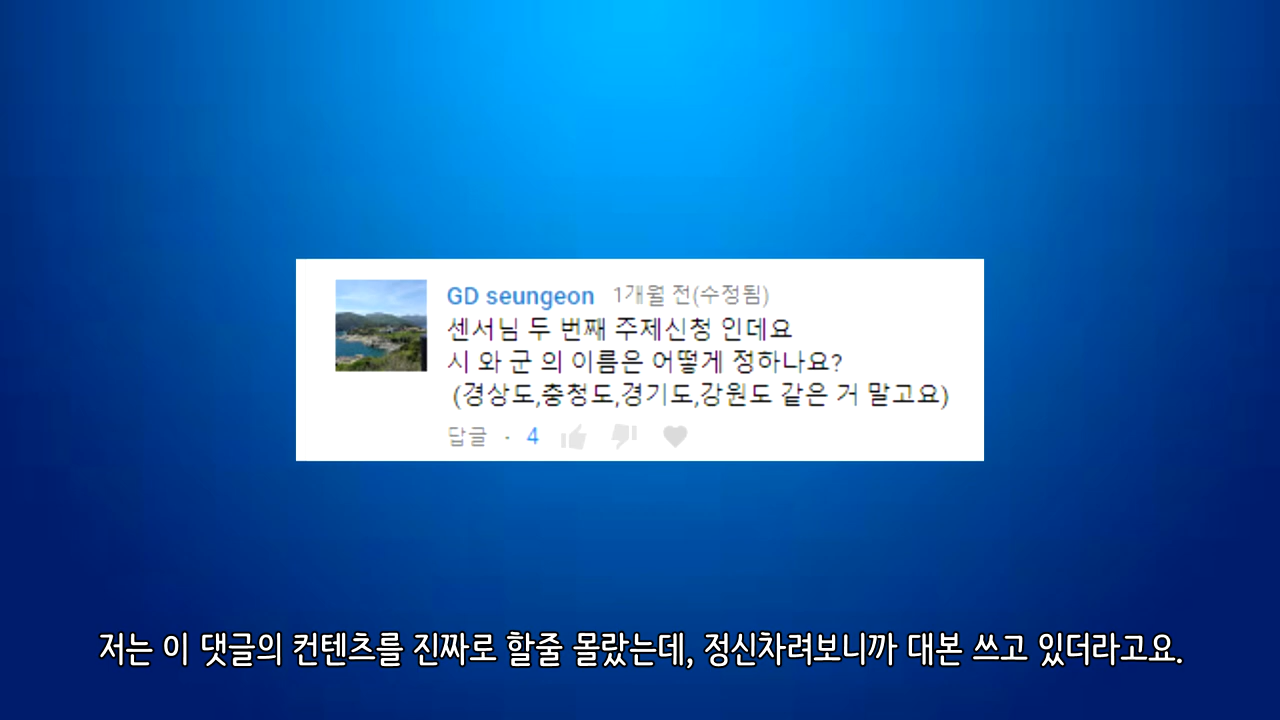 GD seungeon 1개월 전(수정됨)
센서님 두 번째 주제신청 인데요
시 와 군 의 이름은 어떻게 정하나요?
(경상도,충청도,경기도,강원도 같은 거 말고요)
답글 · 4
저는 이 댓글의 컨텐츠를 진짜로 할줄 몰랐는데, 정신차려보니까 대본 쓰고 있더라고요.